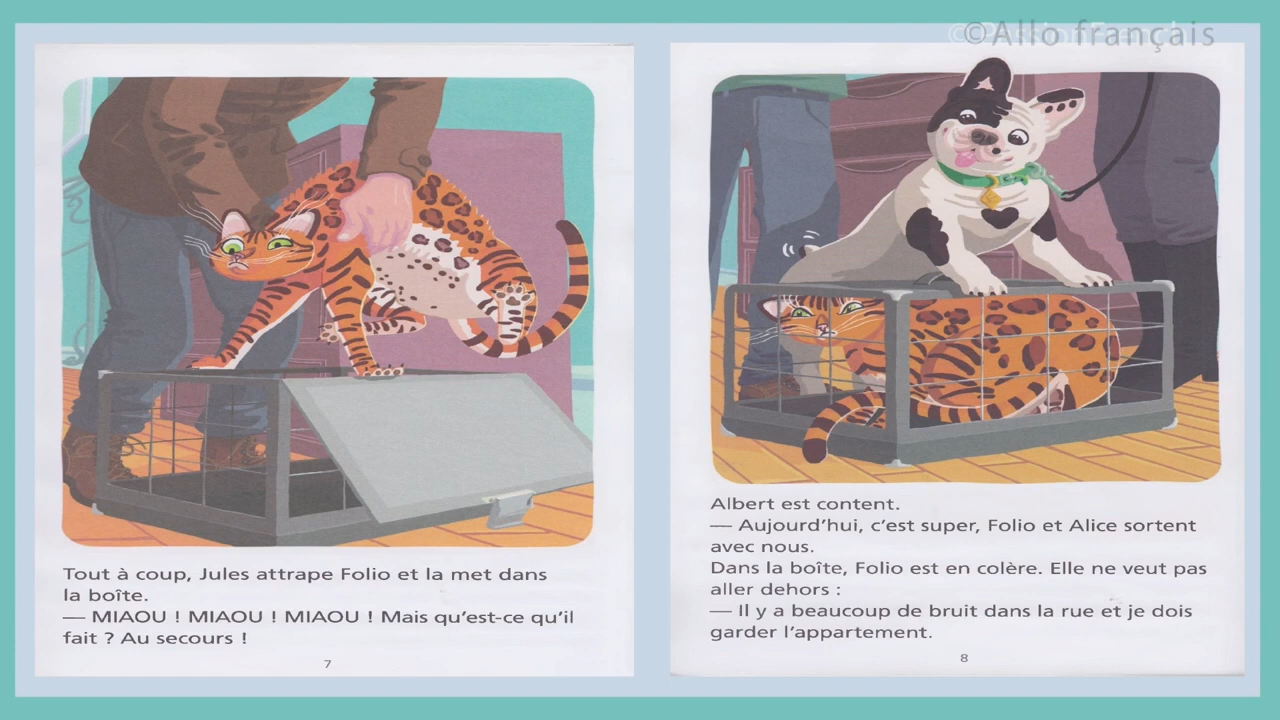 ©Allo français
Tout à coup, Jules attrape Folio et la met dans
la boîte.
— MIAOU ! MIAOU ! MIAOU ! Mais qu'est-ce qu'il
fait ? Au secours !
7
Albert est content.
— Aujourd'hui, c'est super, Folio et Alice sortent
avec nous.
Dans la boîte, Folio est en colère. Elle ne veut pas
aller dehors :
— Il y a beaucoup de bruit dans la rue et je dois
garder l'appartement.
8